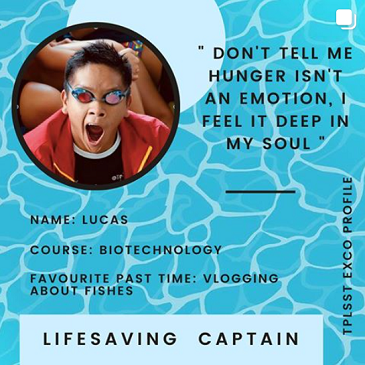 " DON'T TELL ME
HUNGER ISN'T
AN EMOTION, I
FEEL IT DEEP IN
MY SOUL "
NAME: LUCAS
COURSE: BIOTECHNOLOGY
FAVOURITE PAST TIME: VLOGGING
ABOUT FISHES
TPLSST EXCO PROFILE
LIFESAVING CAPTAIN